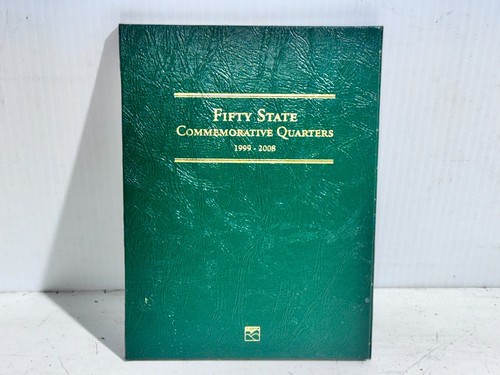 FIFTY STATE
COMMEMORATIVE QUARTERS
1999 - 2008